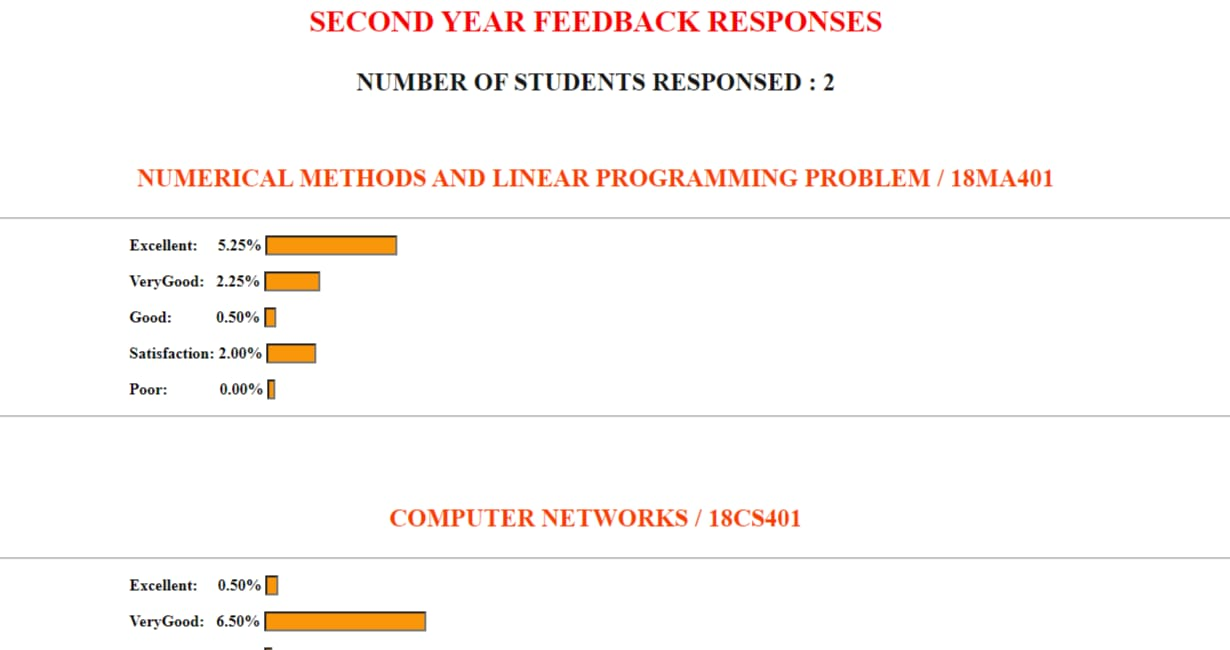 SECOND YEAR FEEDBACK RESPONSES
NUMBER OF STUDENTS RESPONSED : 2
NUMERICAL METHODS AND LINEAR PROGRAMMING PROBLEM / 18MA401
Excellent: 5.25%
VeryGood: 2.25%
Good: 0.50%
Satisfaction: 2.00%
Poor: 0.00%
COMPUTER NETWORKS / 18CS401
Excellent: 0.50%
VeryGood: 6.50%